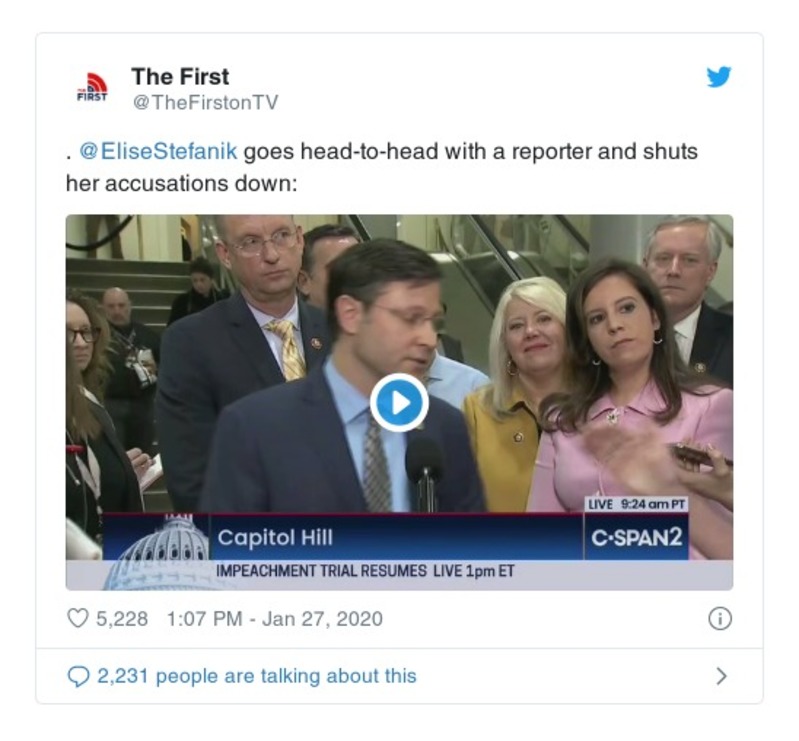 The First
@TheFirstonTV
THE FIRST
. @EliseStefanik goes head-to-head with a reporter and shuts
her accusations down:
LIVE 9:24 am PT
Capitol Hill
C-SPAN2
IMPEACHMENT TRIAL RESUMES LIVE 1pm ET
5,228 1:07 PM - Jan 27, 2020
2,231 people are talking about this